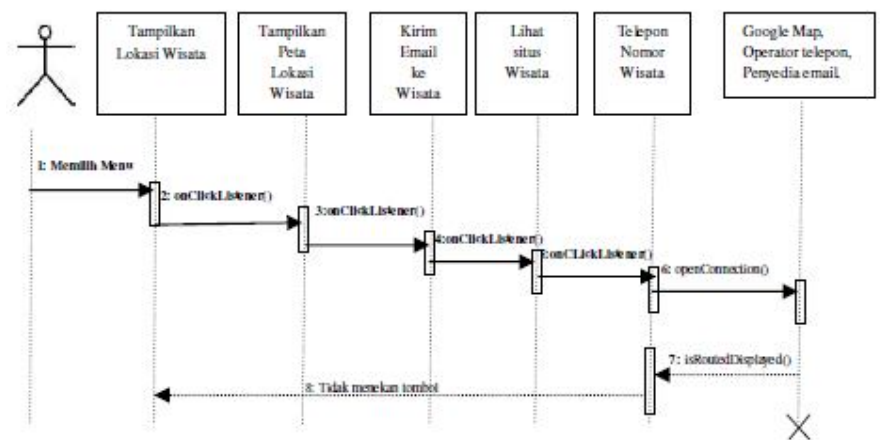 Tampilkan
Lokasi Wisata
Tampilkan
Peta
Lokasi
Wisata
Kirim
Email
ke
Wisata
Lihat
situs
Wisata
Telepon
Nomor
Wisata
Google Map,
Operator telepon,
Penyedia email.
1: Memilih Menu
2: onClickListener()
3:onClickListener()
4:onClickListener()
:onCLickListener()
6: openConnection()
7: isRoutedDisplayed()
8: Tidak menekan tombol